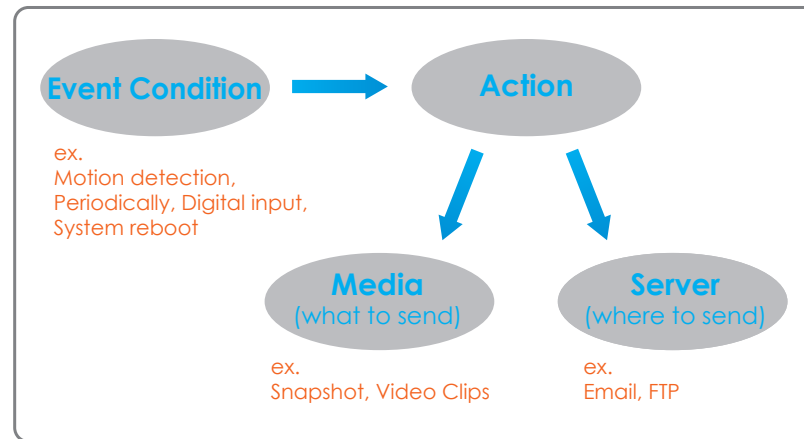 Event Condition
Action
ex.
Motion detection,
Periodically, Digital input,
System reboot
Media
(what to send)
Server
(where to send)
ex.
Snapshot, Video Clips
ex.
Email, FTP